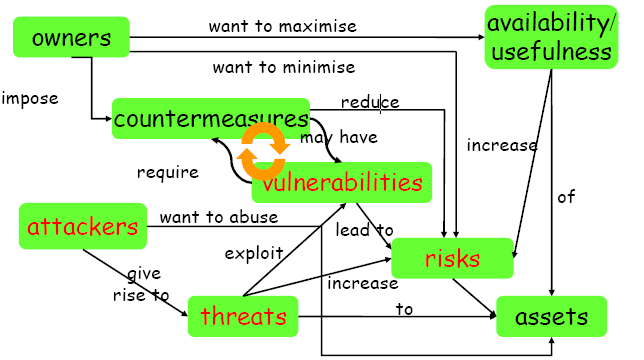 owners
want to maximise
availability/
usefulness
want to minimise
impose
countermeasures
reduce
may have
increase
require
vulnerabilities
of
attackers
want to abuse
lead to
exploit
risks
give
rise to
increase
threats
to
assets